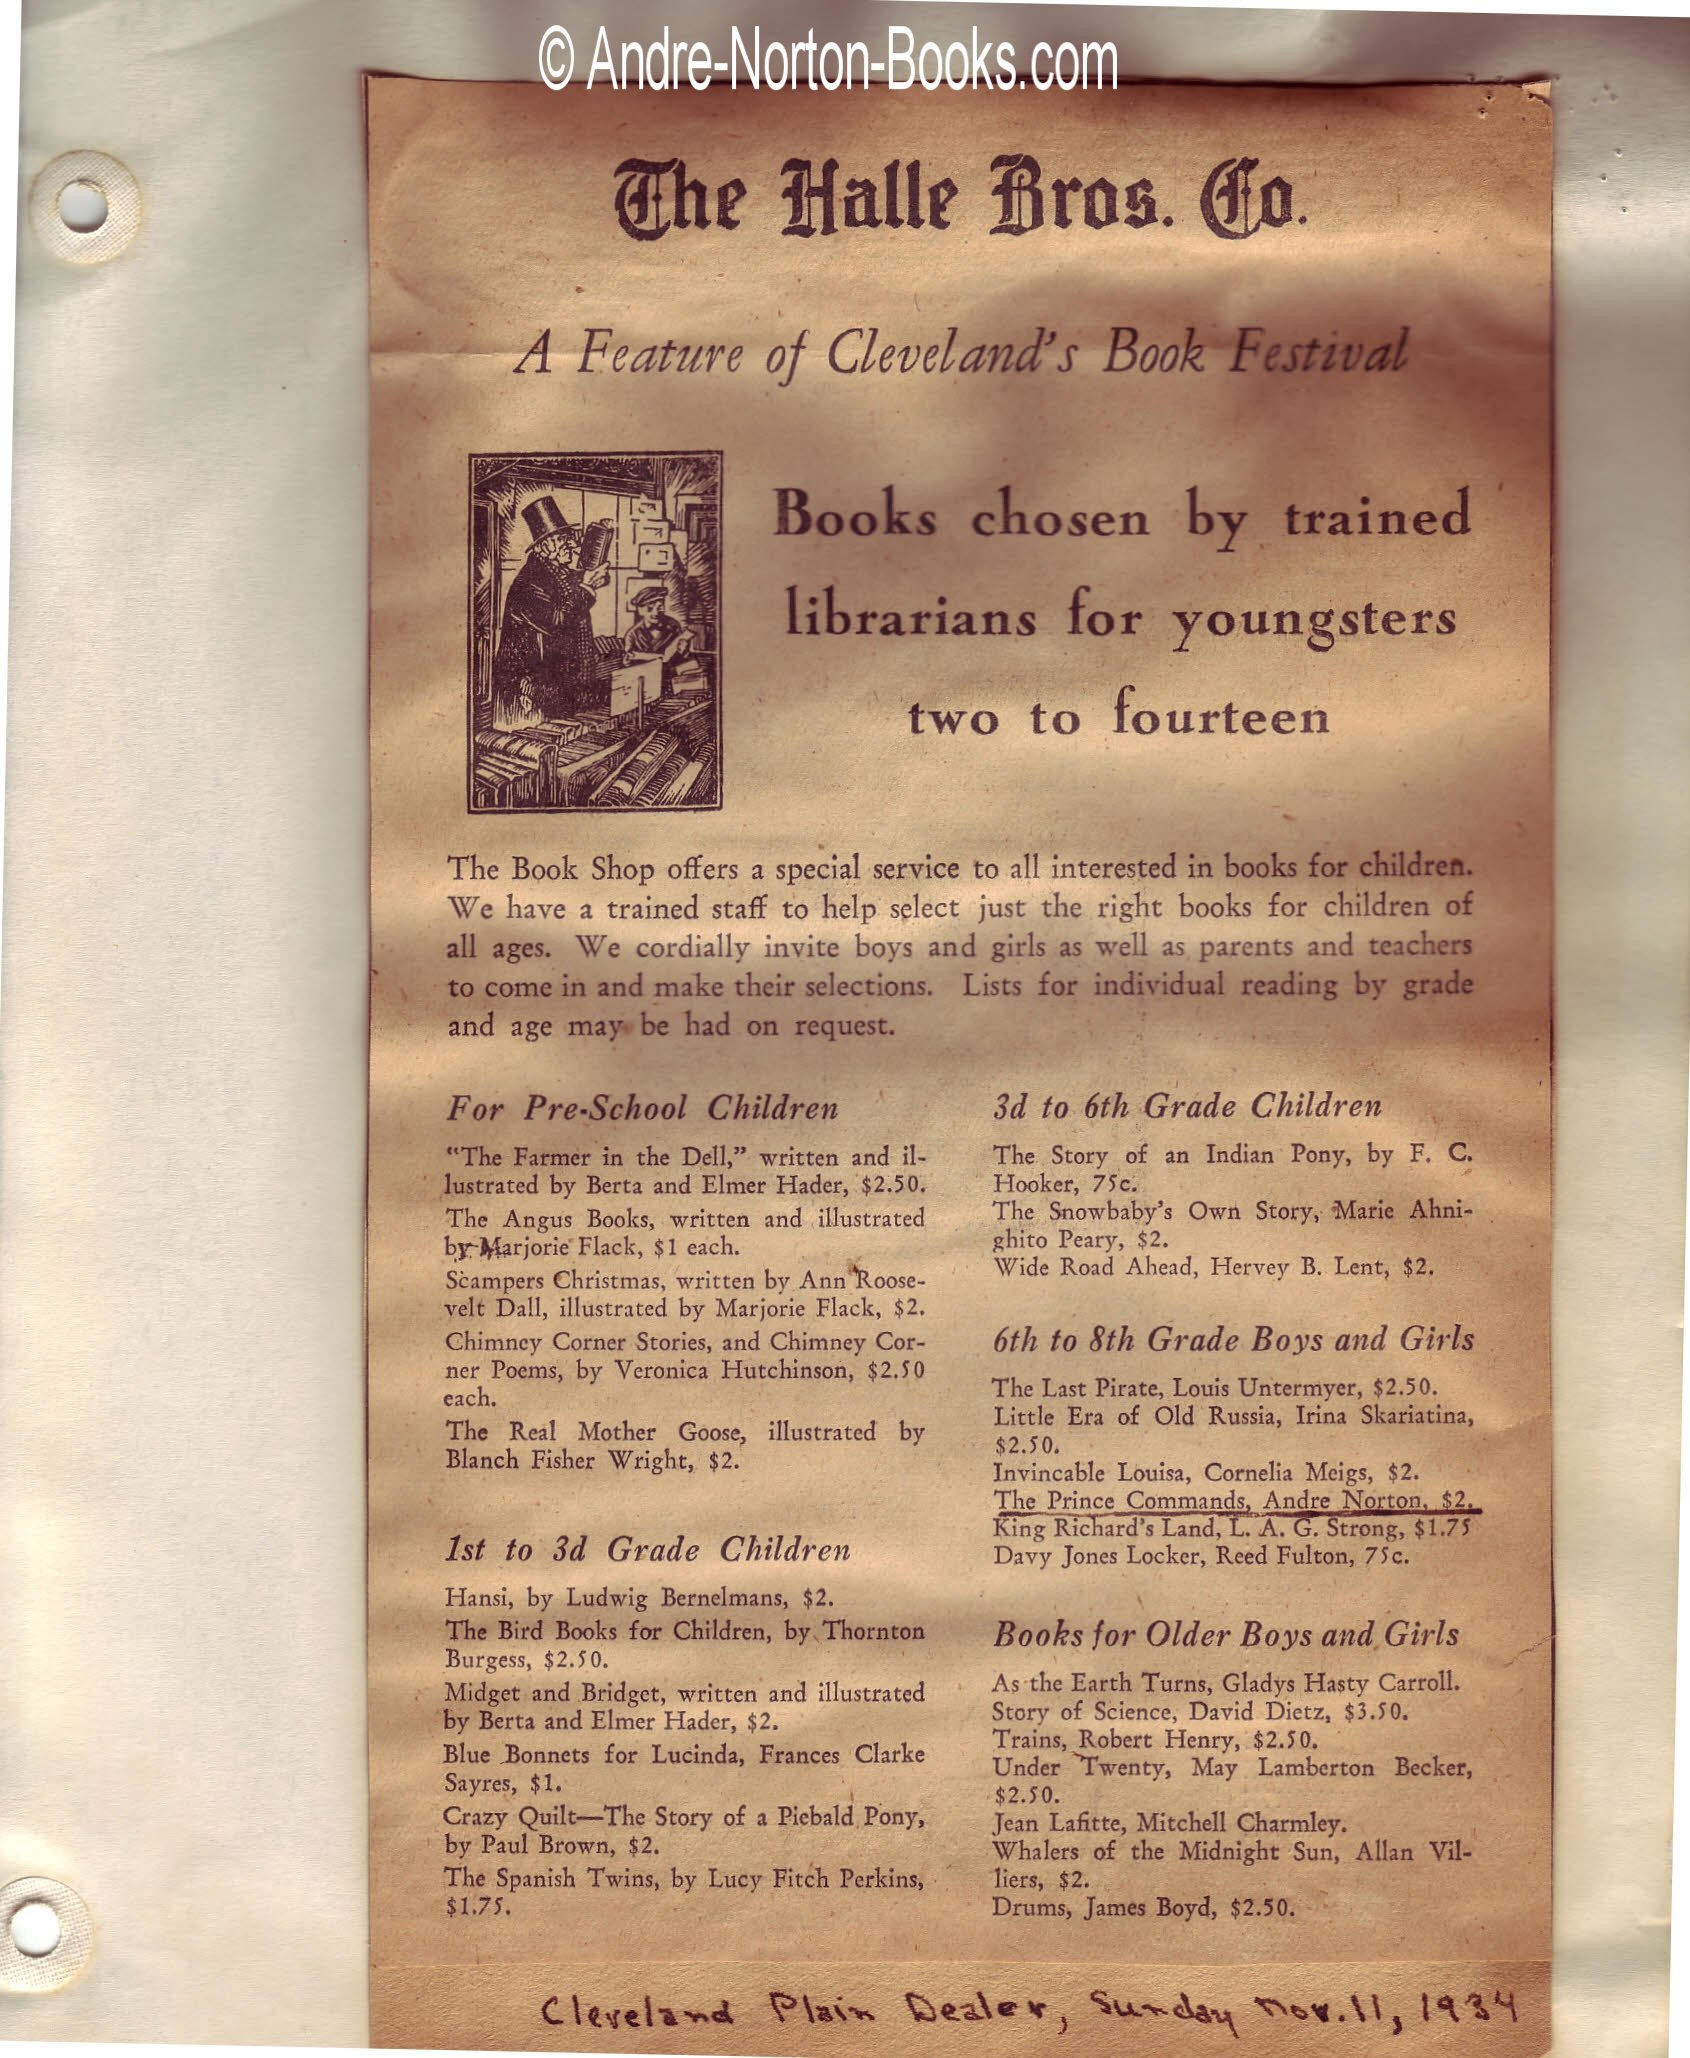 © Andre-Norton-Books.com
The Halle Bros. Co.
A Feature of Cleveland's Book Festival
Books chosen by trained
librarians for youngsters
two to fourteen
The Book Shop offers a special service to all interested in books for children.
We have a trained staff to help select just the right books for children of
all ages. We cordially invite boys and girls as well as parents and teachers
to come in and make their selections. Lists for individual reading by grade
and age may be had on request.
For Pre-School Children
"The Farmer in the Dell," written and il-
lustrated by Berta and Elmer Hader, $2.50.
The Angus Books, written and illustrated
by Marjorie Flack, $1 each.
Scampers Christmas, written by Ann Roose-
velt Dall, illustrated by Marjorie Flack, $2.
Chimney Corner Stories, and Chimney Cor-
ner Poems, by Veronica Hutchinson, $2.50
each.
The Real Mother Goose, illustrated by
Blanch Fisher Wright, $2.
1st to 3d Grade Children
Hansi, by Ludwig Bernelmans, $2.
The Bird Books for Children, by Thornton
Burgess, $2.50.
Midget and Bridget, written and illustrated
by Berta and Elmer Hader, $2.
Blue Bonnets for Lucinda, Frances Clarke
Sayres, $1.
Crazy Quilt—The Story of a Piebald Pony,
by Paul Brown, $2.
The Spanish Twins, by Lucy Fitch Perkins,
$1.75.
3d to 6th Grade Children
The Story of an Indian Pony, by F. C.
Hooker, 75c.
The Snowbaby's Own Story, Marie Ahni-
ghito Peary, $2.
Wide Road Ahead, Hervey B. Lent, $2.
6th to 8th Grade Boys and Girls
The Last Pirate, Louis Untermyer, $2.50.
Little Era of Old Russia, Irina Skariatina,
$2.50.
Invincable Louisa, Cornelia Meigs, $2.
The Prince Commands, Andre Norton, $2.
King Richard's Land, L. A. G. Strong, $1.75
Davy Jones Locker, Reed Fulton, 75c.
Books for Older Boys and Girls
As the Earth Turns, Gladys Hasty Carroll.
Story of Science, David Dietz, $3.50.
Trains, Robert Henry, $2.50.
Under Twenty, May Lamberton Becker,
$2.50.
Jean Lafitte, Mitchell Charmley.
Whalers of the Midnight Sun, Allan Vil-
liers, $2.
Drums, James Boyd, $2.50.
Cleveland Plain Dealer, Sunday Nov. 11, 1934